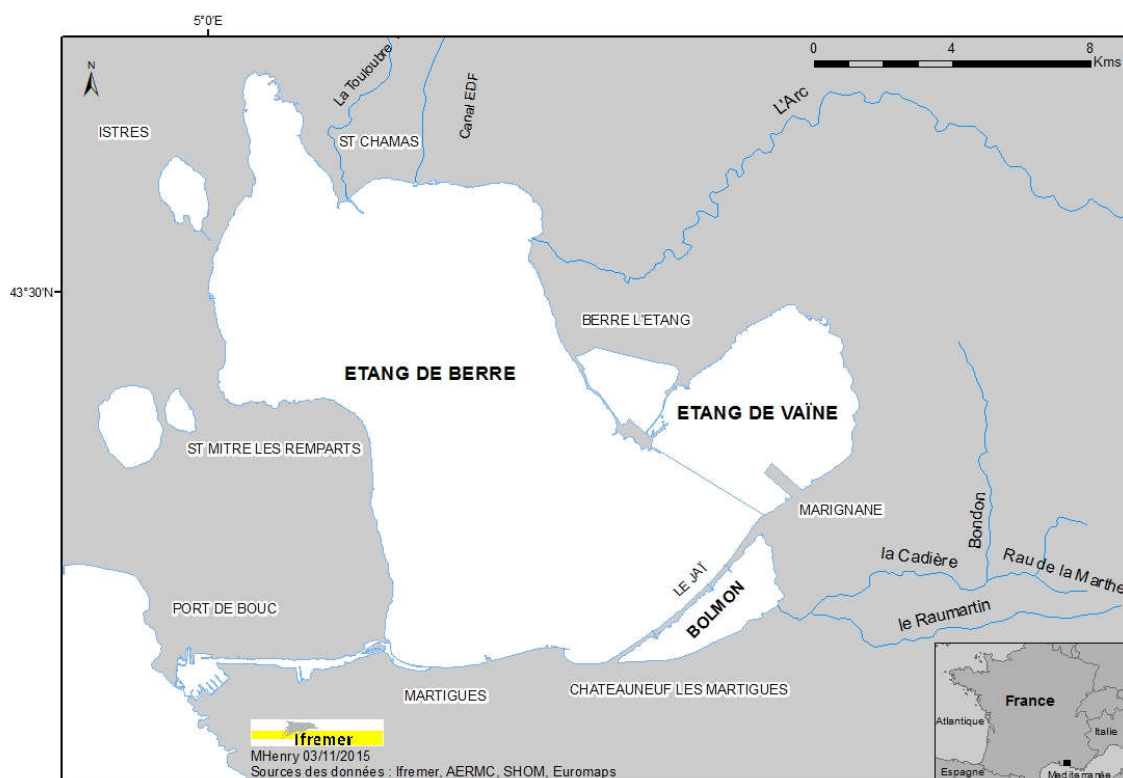 5°0'E
N
0 4 8
Kms
La Touloubre
Canal EDF
L'Arc
ISTRES
ST CHAMAS
43°30'N
BERRE L'ETANG
ETANG DE BERRE
ETANG DE VAÏNE
ST MITRE LES REMPARTS
MARIGNANE
Bondon
la Cadière
Rau de la Marthe
LE JAÏ
BOLMON
le Raumartin
PORT DE BOUC
MARTIGUES
CHATEAUNEUF LES MARTIGUES
France
Atlantique
Italie
Espagne
Mediterranée
Ifremer
MHenry 03/11/2015
Sources des données : Ifremer, AERMC, SHOM, Euromaps